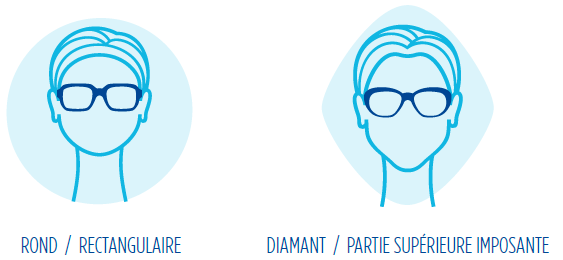 ROND / RECTANGULAIRE
DIAMANT / PARTIE SUPÉRIEURE IMPOSANTE